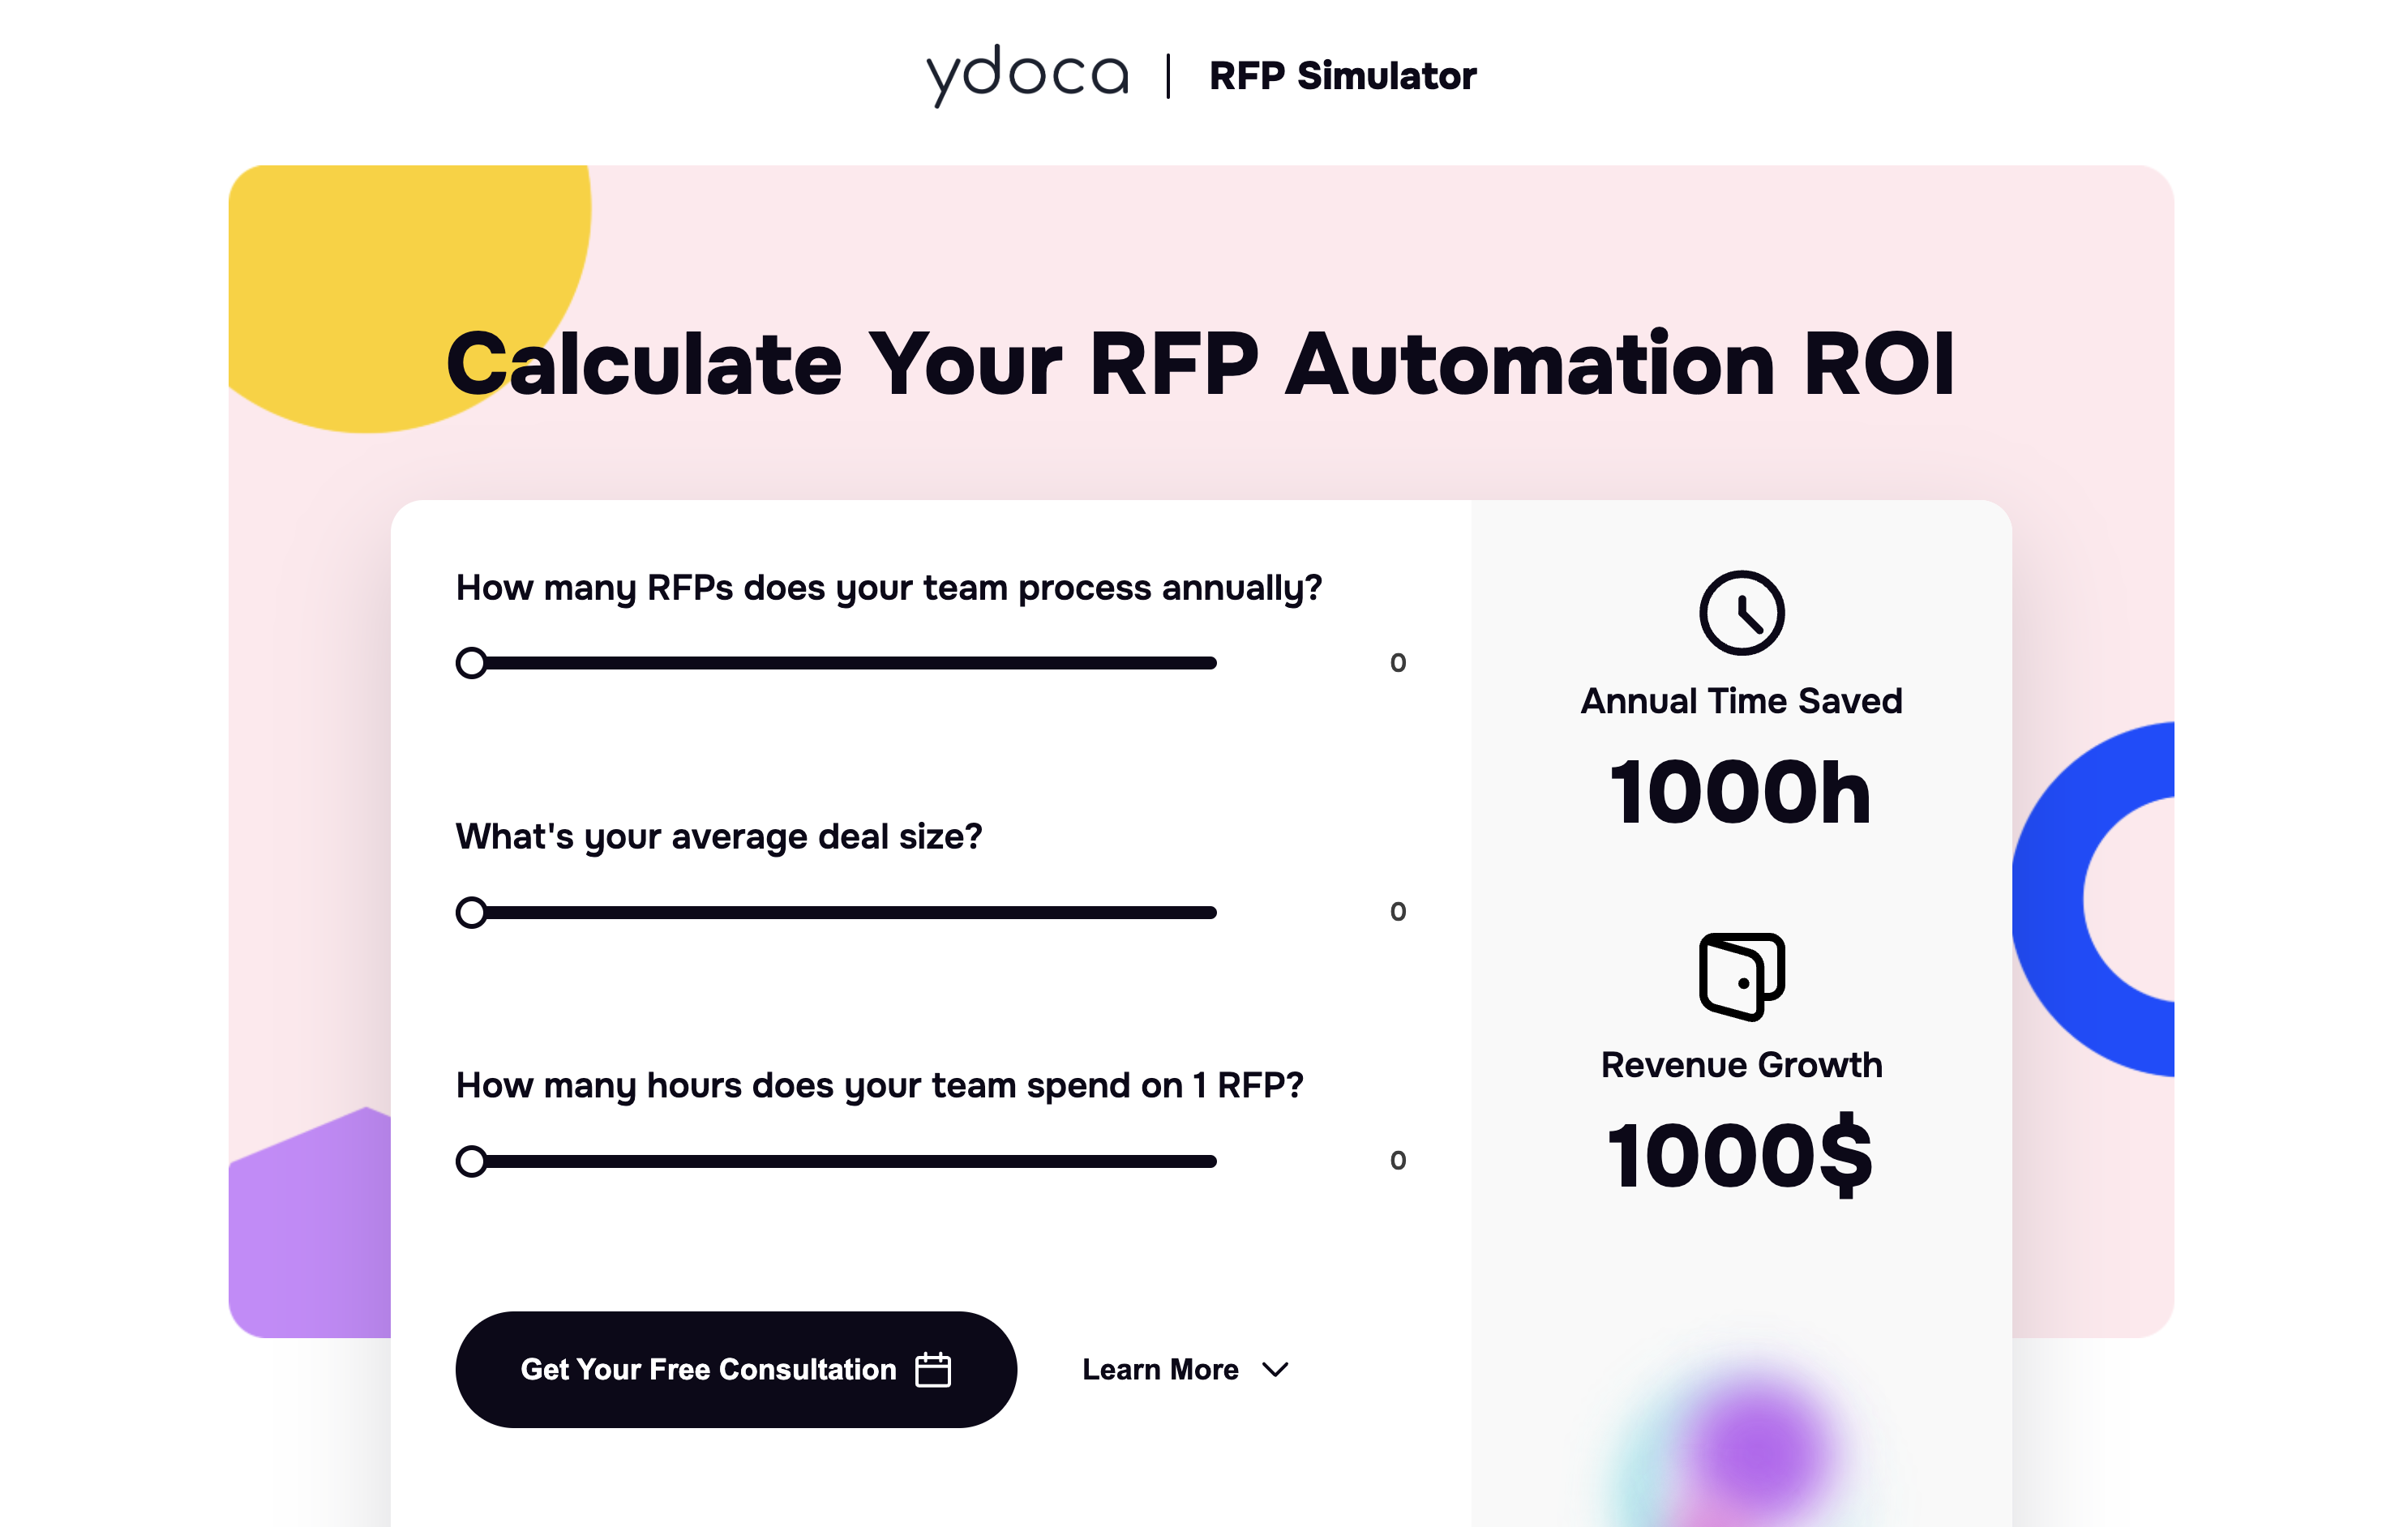 ydoca | RFP Simulator
Calculate Your RFP Automation ROI
How many RFPs does your team process annually?
0
What's your average deal size?
0
How many hours does your team spend on 1 RFP?
0
Get Your Free Consultation
Learn More
Annual Time Saved
1000h
Revenue Growth
1000$